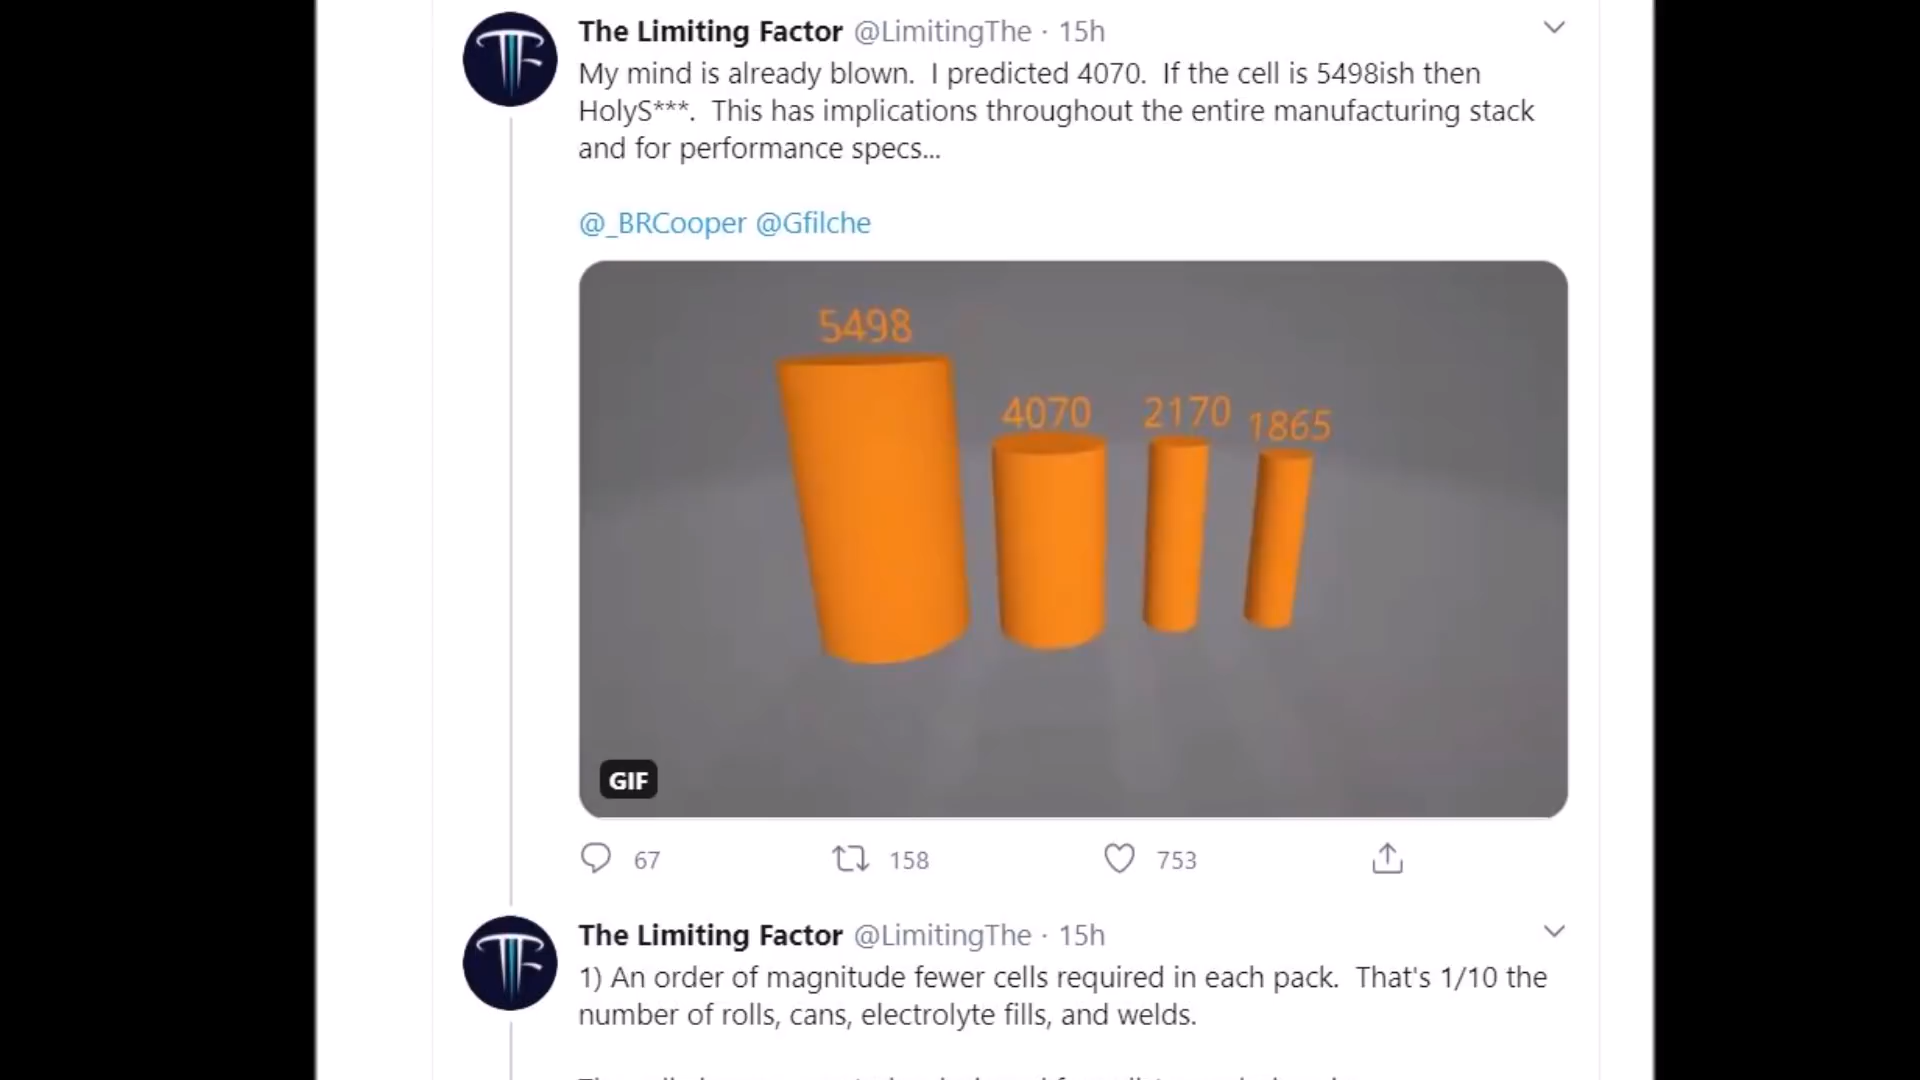 The Limiting Factor @LimitingThe · 15h
My mind is already blown. I predicted 4070. If the cell is 5498ish then
HolyS***. This has implications throughout the entire manufacturing stack
and for performance specs...
@_BRCooper @Gfilche
5498
4070
2170
1865
GIF
67 158 753
The Limiting Factor @LimitingThe · 15h
1) An order of magnitude fewer cells required in each pack. That's 1/10 the
number of rolls, cans, electrolyte fills, and welds.